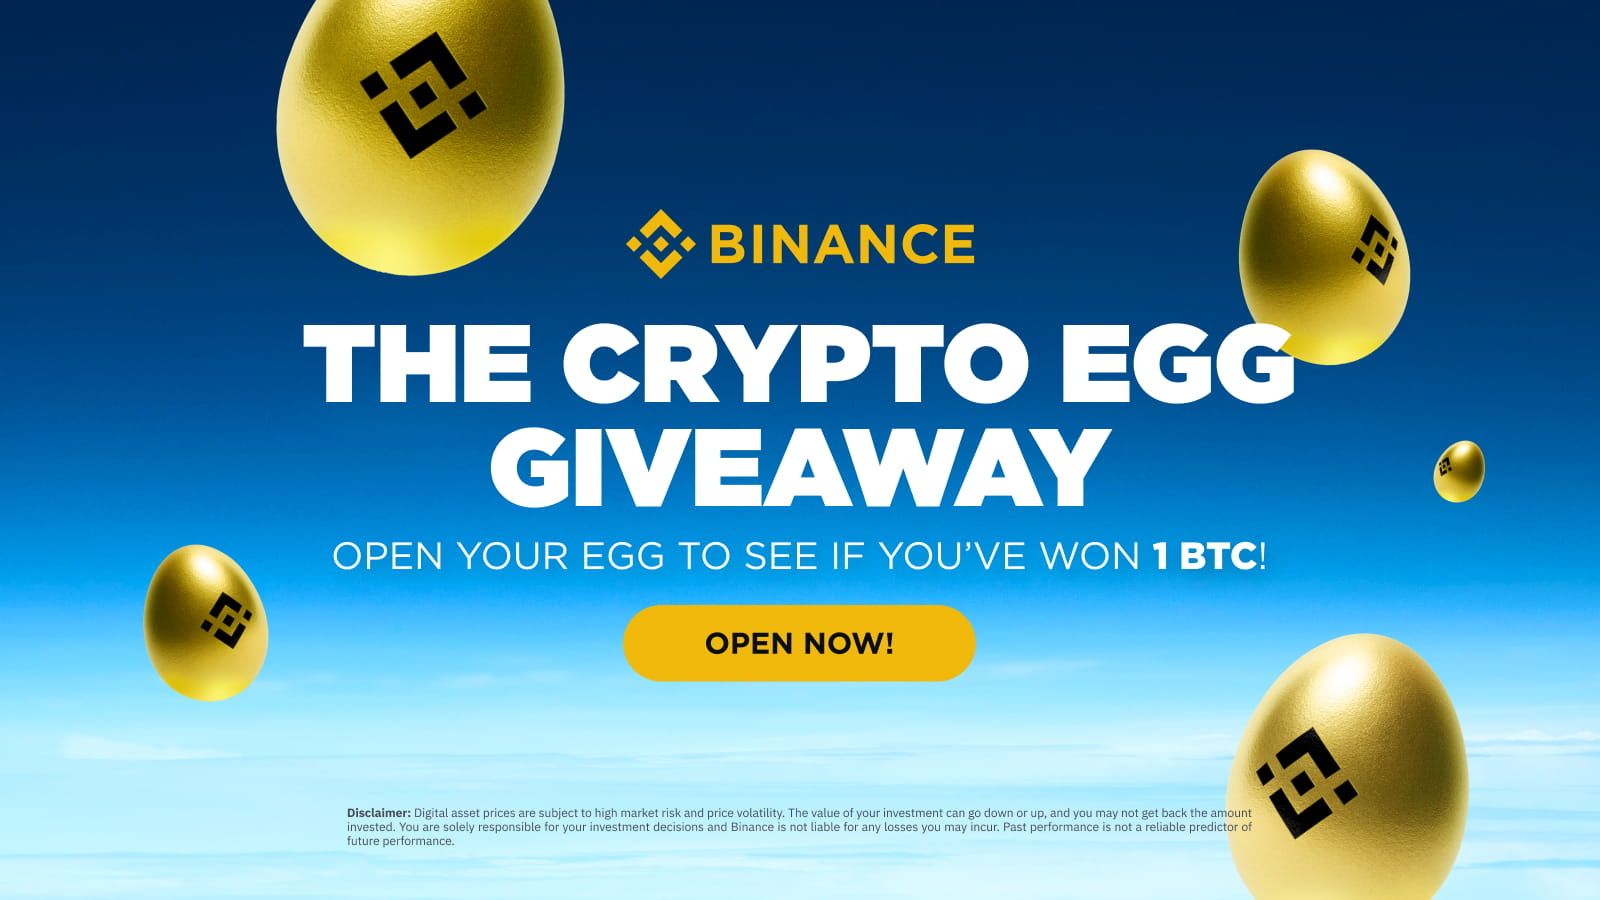 BINANCE
THE CRYPTO EGG
GIVEAWAY
OPEN YOUR EGG TO SEE IF YOU'VE WON 1 BTC!
OPEN NOW!
Disclaimer: Digital asset prices are subject to high market risk and price volatility. The value of your investment can go down or up, and you may not get back the amount
invested. You are solely responsible for your investment decisions and Binance is not liable for any losses you may incur. Past performance is not a reliable predictor of
future performance.